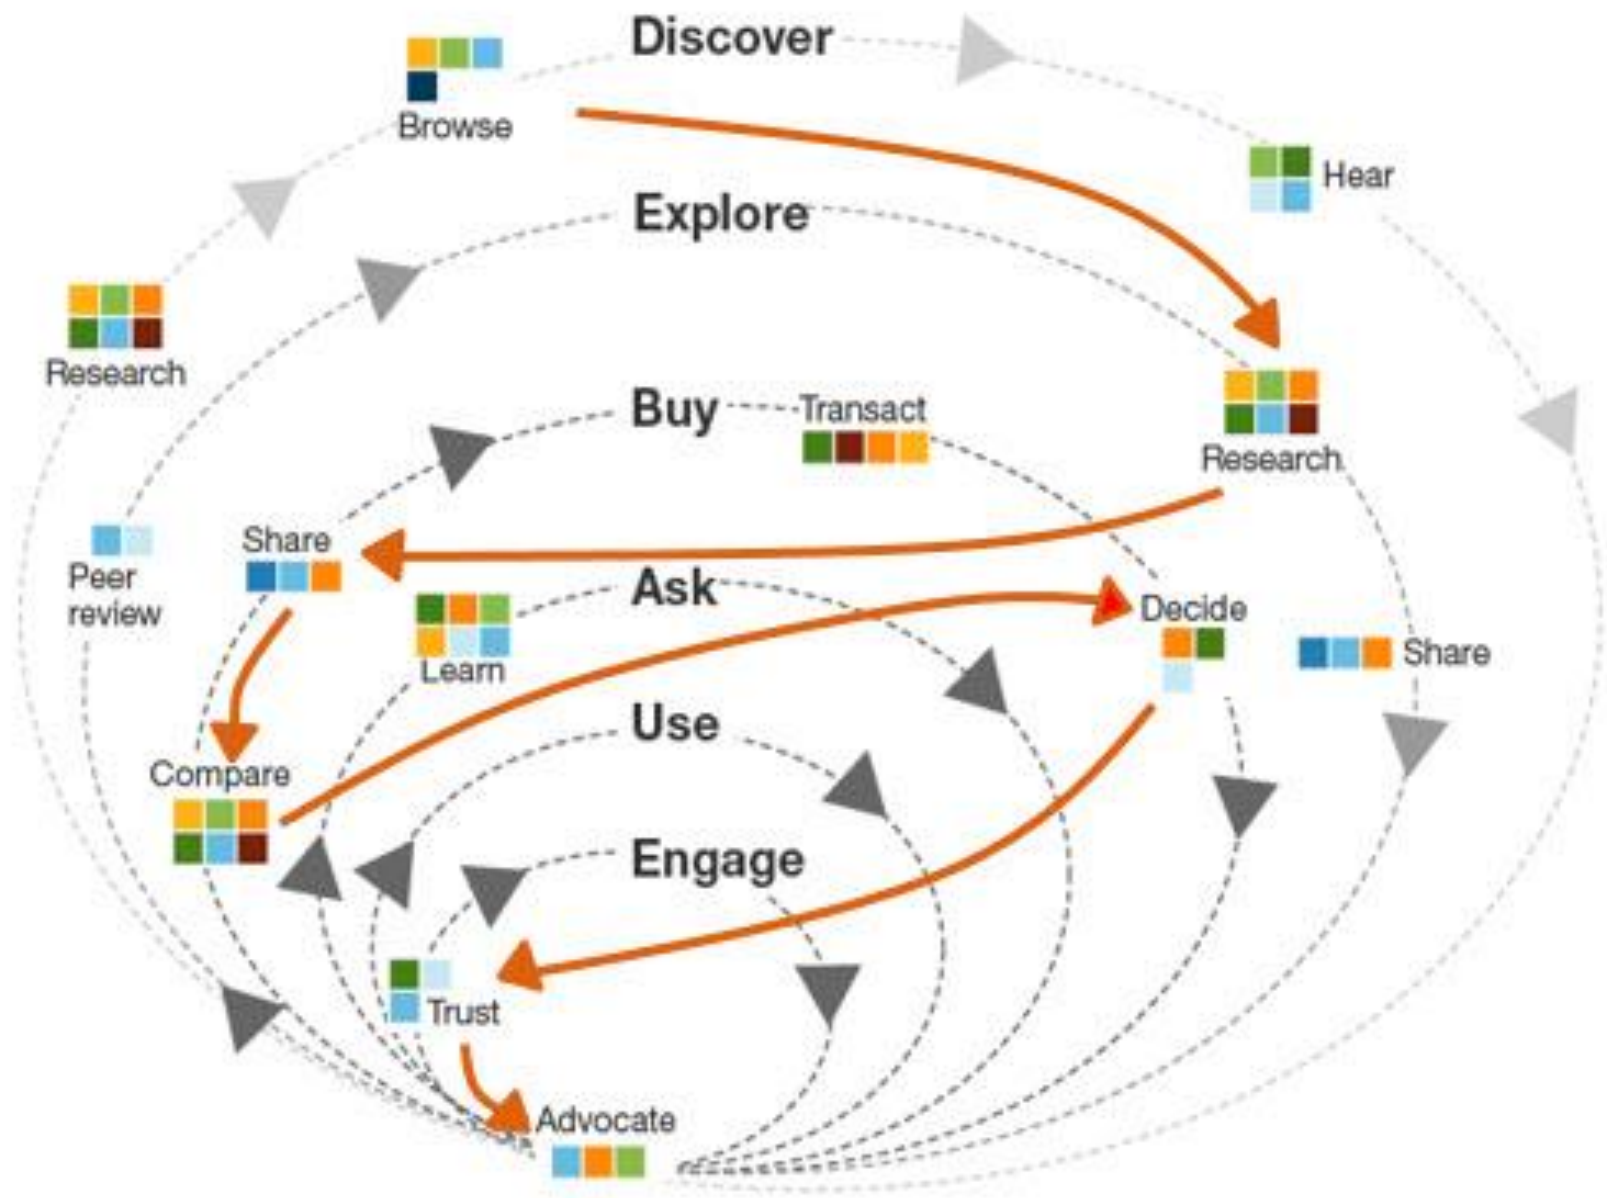 Discover
Browse
Hear
Explore
Research
Buy
Transact
Research
Share
Peer
review
Ask
Decide
Learn
Share
Use
Compare
Engage
Trust
Advocate